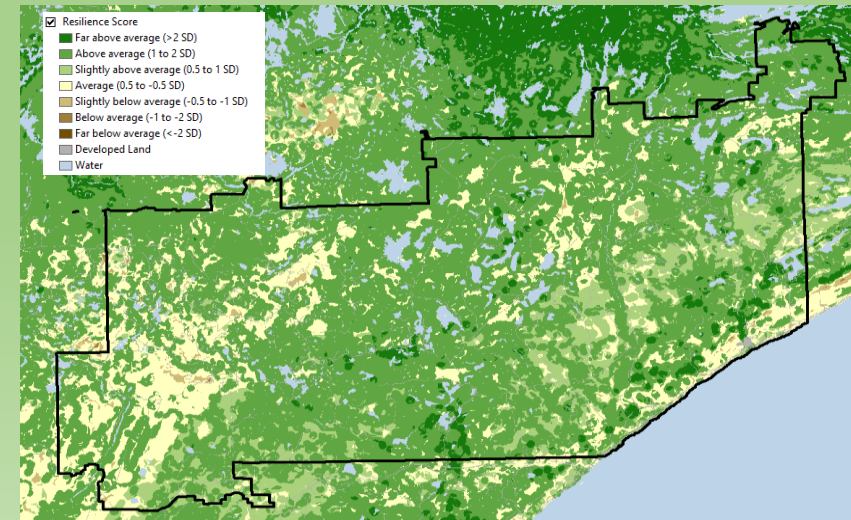 Resilience Score
Far above average (>2 SD)
Above average (1 to 2 SD)
Slightly above average (0.5 to 1 SD)
Average (0.5 to -0.5 SD)
Slightly below average (-0.5 to -1 SD)
Below average (-1 to -2 SD)
Far below average (<-2 SD)
Developed Land
Water